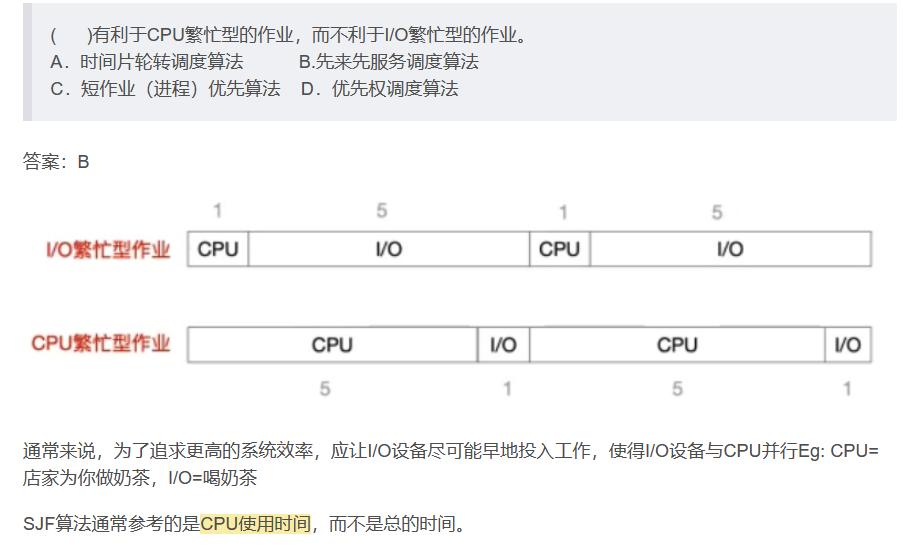 (      )有利于CPU繁忙型的作业，而不利于I/O繁忙型的作业。
A．时间片轮转调度算法      B.先来先服务调度算法
C．短作业（进程）优先算法   D．优先权调度算法
答案：B
1 5 1 5
I/O繁忙型作业 CPU I/O CPU I/O
CPU繁忙型作业 CPU I/O CPU I/O
5 1 5 1
通常来说，为了追求更高的系统效率，应让I/O设备尽可能早地投入工作，使得I/O设备与CPU并行Eg: CPU=
店家为你做奶茶，I/O=喝奶茶
SJF算法通常参考的是CPU使用时间，而不是总的时间。